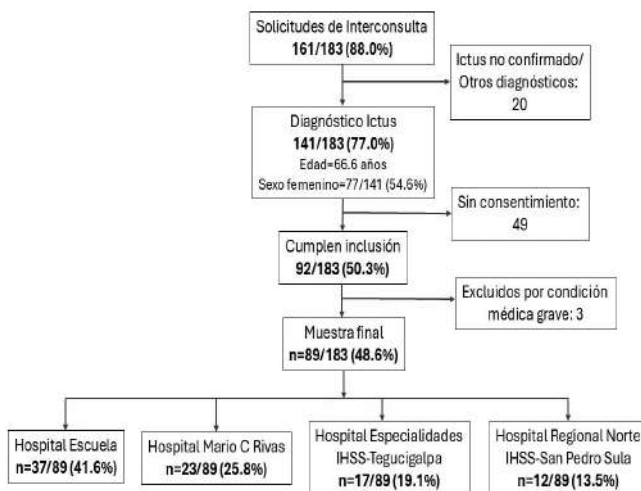 Solicitudes de Interconsulta
161/183 (88.0%)
Ictus no confirmado/
Otros diagnósticos:
20
Diagnóstico Ictus
141/183 (77.0%)
Edad=66.6 años
Sexo femenino=77/141 (54.6%)
Sin consentimiento:
49
Cumplen inclusión
92/183 (50.3%)
Excluidos por condición
médica grave: 3
Muestra final
n=89/183 (48.6%)
Hospital Escuela
n=37/89 (41.6%)
Hospital Mario C Rivas
n=23/89 (25.8%)
Hospital Especialidades
IHSS-Tegucigalpa
n=17/89 (19.1%)
Hospital Regional Norte
IHSS-San Pedro Sula
n=12/89 (13.5%)